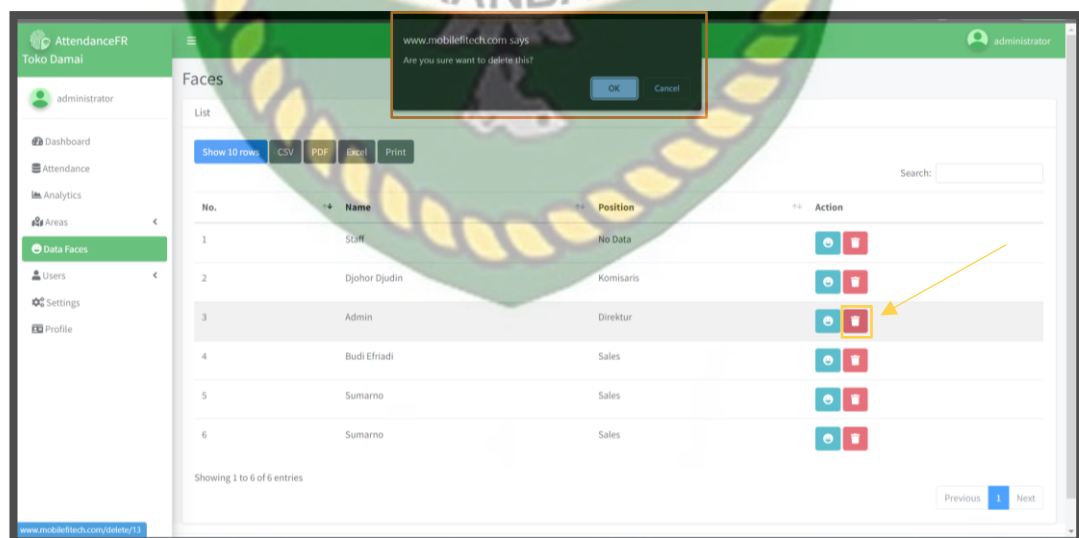 AttendanceFR
Toko Damai
administrator
Dashboard
Attendance
Analytics
Areas
Data Faces
Users
Settings
Profile
www.mobilefitech.com/delete/13
administrator
www.mobilefitech.com says
Are you sure want to delete this?
OK Cancel
Faces
List
Show 10 rows CSV PDF Excel Print
Search:
No. Name Position Action
1 Staff No Data
2 Djohor Djudin Komisaris
3 Admin Direktur
4 Budi Efriadi Sales
5 Sumarno Sales
6 Sumarno Sales
Showing 1 to 6 of 6 entries
Previous 1 Next